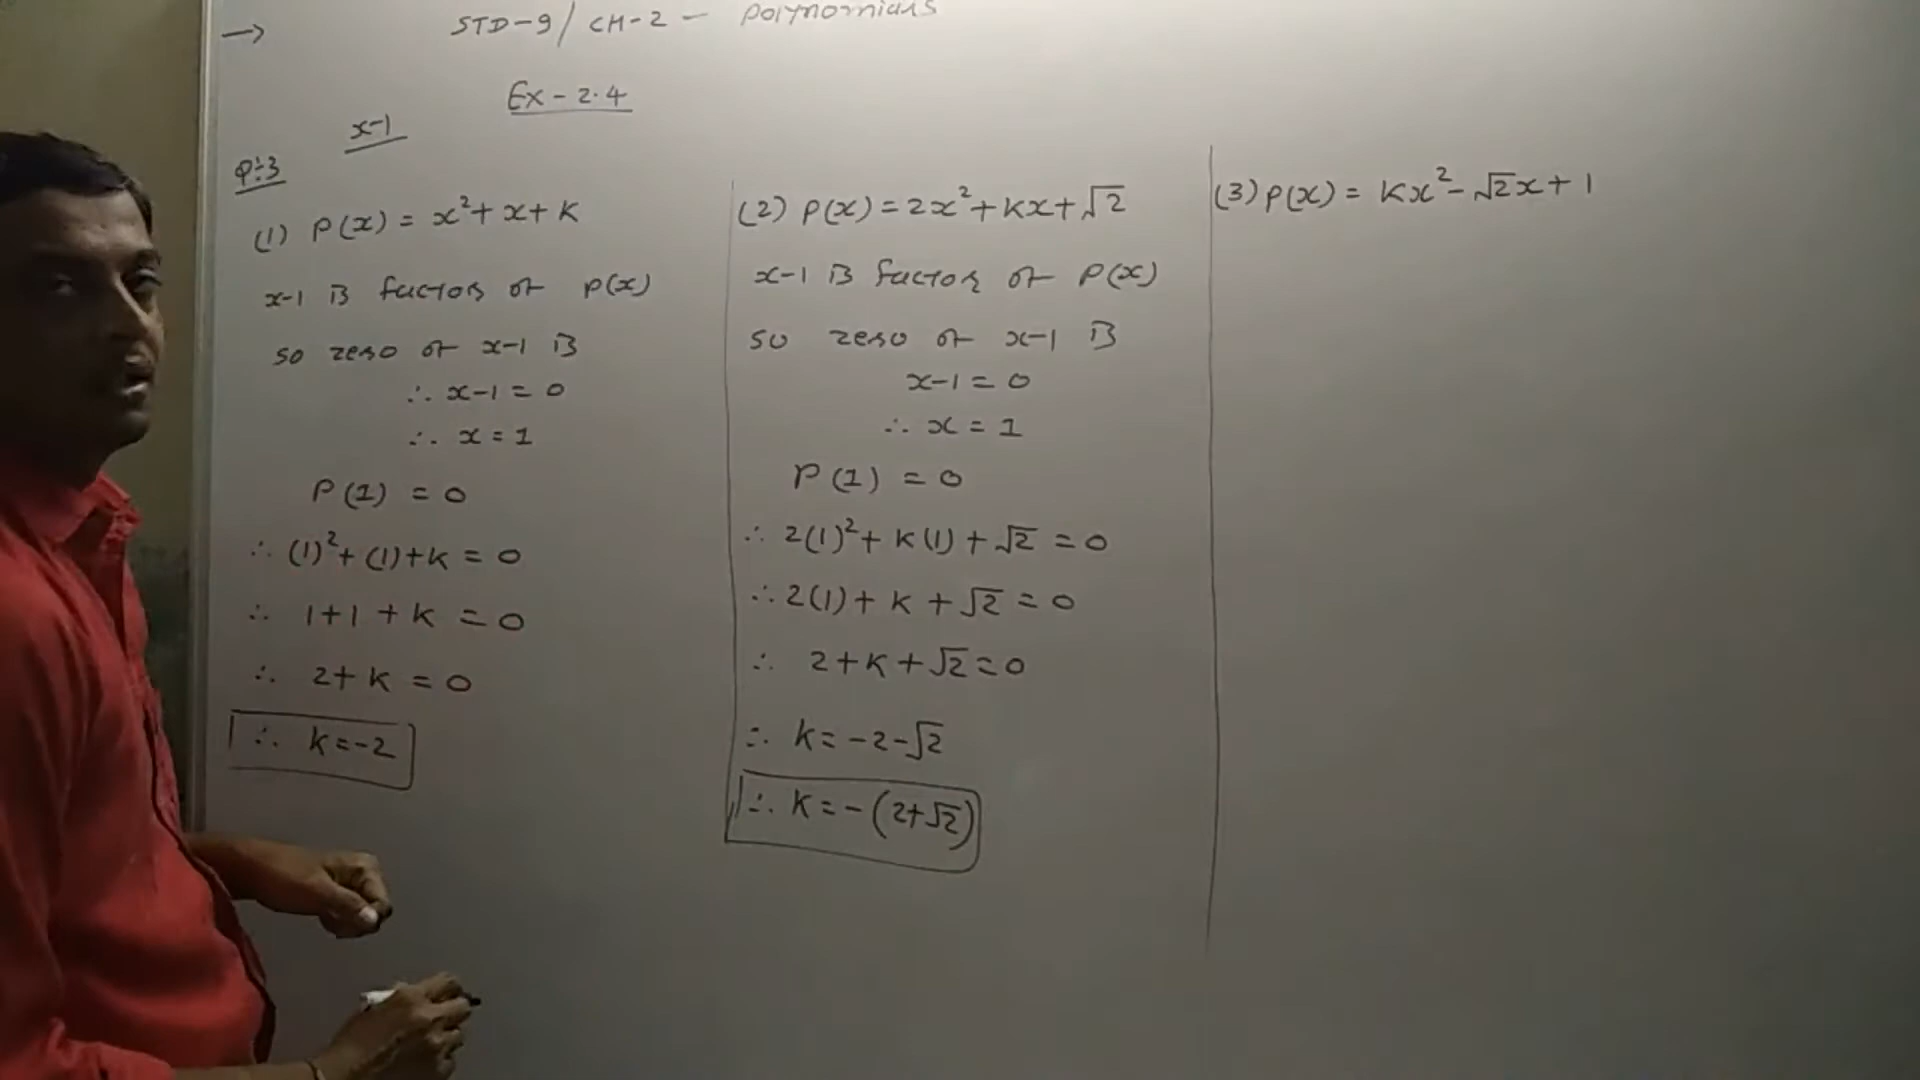 → STD-9/ CH-2 - Polynomials
Ex-2.4
x-1
Q:3
(1) P(x) = x²+x+k
x-1 is factor of p(x)
so zero of x-1 is
∴ x-1 = 0
∴ x = 1
P(1) = 0
∴ (1)²+(1)+k = 0
∴ 1+1+k = 0
∴ 2+k = 0
∴ k=-2
(2) P(x) = 2x²+kx+√2
x-1 is factor of P(x)
so zero of x-1 is
x-1 = 0
∴ x = 1
P(1) = 0
∴ 2(1)²+k(1)+√2 = 0
∴ 2(1)+k+√2 = 0
∴ 2+k+√2=0
∴ k=-2-√2
∴ k=-(2+√2)
(3) P(x) = kx²-√2x+1